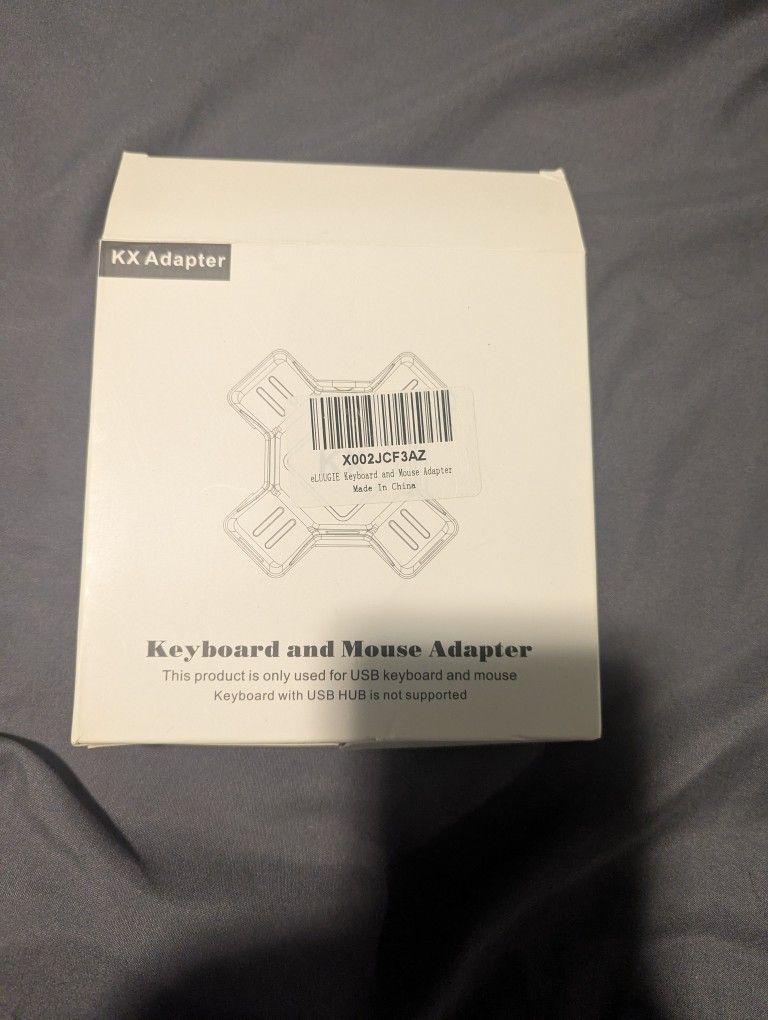 KX Adapter
X002JCF3AZ
eLUUGIE Keyboard and Mouse Adapter
Made In China
Keyboard and Mouse Adapter
This product is only used for USB keyboard and mouse
Keyboard with USB HUB is not supported